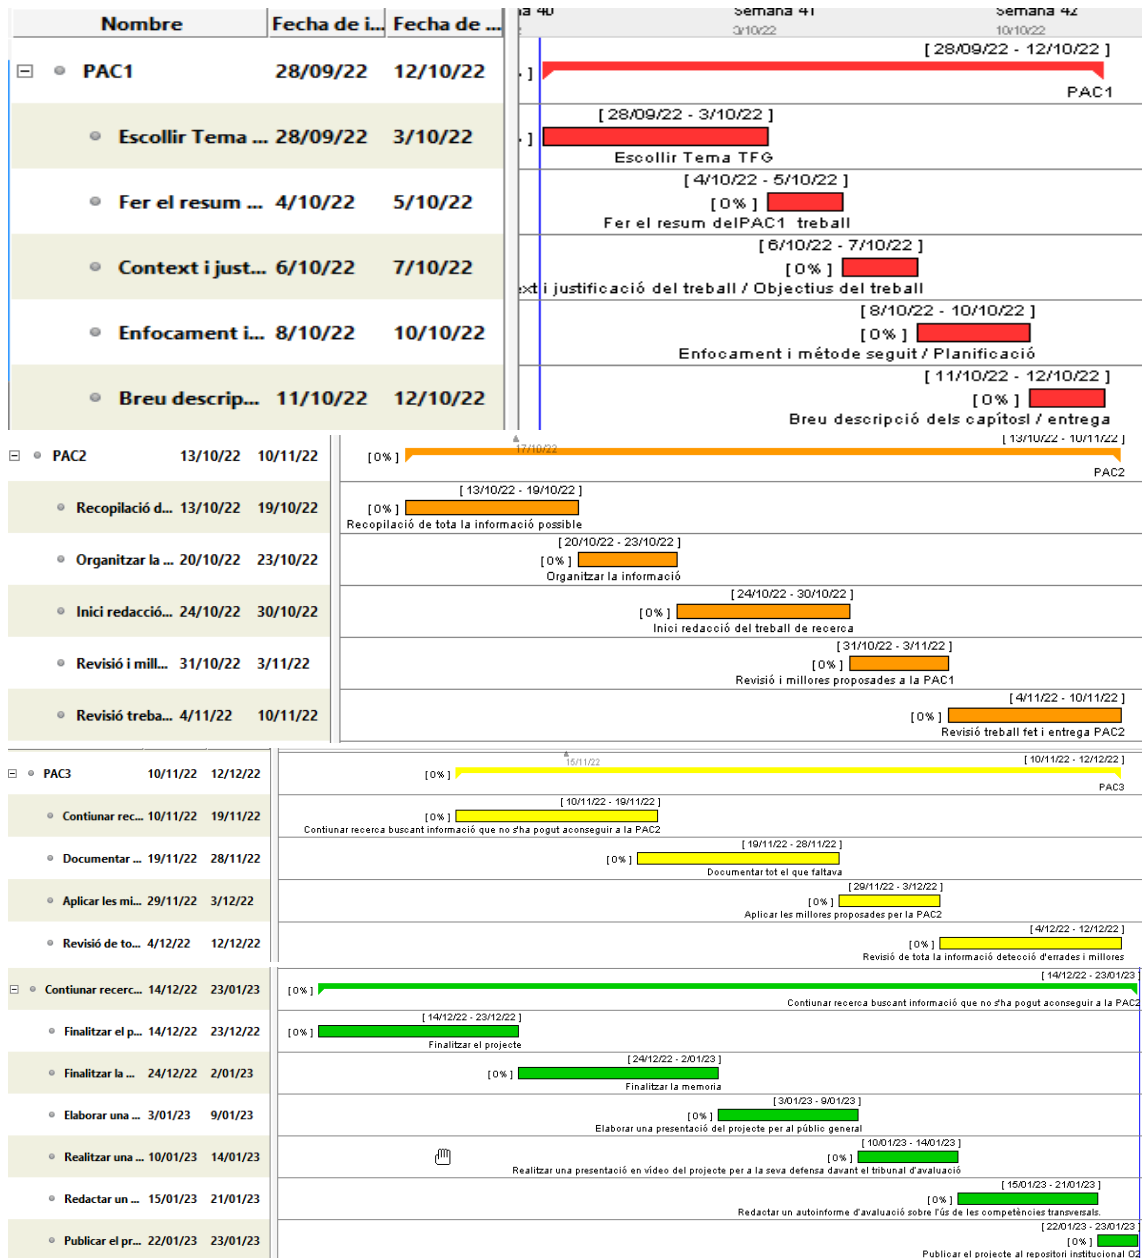 Nombre Fecha de i... Fecha de ... na 40 Semana 41 Semana 42
3/10/22 10/10/22
[ 28/09/22 - 12/10/22 ]
PAC1 28/09/22 12/10/22
PAC1
[ 28/09/22 - 3/10/22 ]
Escollir Tema ... 28/09/22 3/10/22
Escollir Tema TFG
[ 4/10/22 - 5/10/22 ]
Fer el resum ... 4/10/22 5/10/22 [ 0% ]
Fer el resum delPAC1 treball
[ 6/10/22 - 7/10/22 ]
Context i just... 6/10/22 7/10/22 [ 0% ]
ext i justificació del treball / Objectius del treball
[ 8/10/22 - 10/10/22 ]
Enfocament i... 8/10/22 10/10/22 [ 0% ]
Enfocament i métode seguit / Planificació
[ 11/10/22 - 12/10/22 ]
Breu descrip... 11/10/22 12/10/22 [ 0% ]
Breu descripció dels capítosl / entrega
17/10/22 [ 13/10/22 - 10/11/22 ]
PAC2 13/10/22 10/11/22 [ 0% ]
PAC2
[ 13/10/22 - 19/10/22 ]
Recopilació d... 13/10/22 19/10/22 [ 0% ]
Recopilació de tota la informació possible
[ 20/10/22 - 23/10/22 ]
Organitzar la ... 20/10/22 23/10/22 [ 0% ]
Organitzar la informació
[ 24/10/22 - 30/10/22 ]
Inici redacció... 24/10/22 30/10/22 [ 0% ]
Inici redacció del treball de recerca
[ 31/10/22 - 3/11/22 ]
Revisió i mill... 31/10/22 3/11/22 [ 0% ]
Revisió i millores proposades a la PAC1
[ 4/11/22 - 10/11/22 ]
Revisió treba... 4/11/22 10/11/22 [ 0% ]
Revisió treball fet i entrega PAC2
15/11/22 [ 10/11/22 - 12/12/22 ]
PAC3 10/11/22 12/12/22 [ 0% ]
PAC3
[ 10/11/22 - 19/11/22 ]
Contiunar rec... 10/11/22 19/11/22 [ 0% ]
Contiunar recerca buscant informació que no s'ha pogut aconseguir a la PAC2
[ 19/11/22 - 28/11/22 ]
Documentar ... 19/11/22 28/11/22 [ 0% ]
Documentar tot el que faltava
[ 29/11/22 - 3/12/22 ]
Aplicar les mi... 29/11/22 3/12/22 [ 0% ]
Aplicar les millores proposades per la PAC2
[ 4/12/22 - 12/12/22 ]
Revisió de to... 4/12/22 12/12/22 [ 0% ]
Revisió de tota la informació detecció d'errades i millores
[ 14/12/22 - 23/01/23 ]
Contiunar recerc... 14/12/22 23/01/23 [ 0% ]
Contiunar recerca buscant informació que no s'ha pogut aconseguir a la PAC2
[ 14/12/22 - 23/12/22 ]
Finalitzar el p... 14/12/22 23/12/22 [ 0% ]
Finalitzar el projecte
[ 24/12/22 - 2/01/23 ]
Finalitzar la ... 24/12/22 2/01/23 [ 0% ]
Finalitzar la memoria
[ 3/01/23 - 9/01/23 ]
Elaborar una ... 3/01/23 9/01/23 [ 0% ]
Elaborar una presentació del projecte per al públic general
[ 10/01/23 - 14/01/23 ]
Realitzar una ... 10/01/23 14/01/23 [ 0% ]
Realitzar una presentació en vídeo del projecte per a la seva defensa davant el tribunal d'avaluació
[ 15/01/23 - 21/01/23 ]
Redactar un ... 15/01/23 21/01/23 [ 0% ]
Redactar un autoinforme d'avaluació sobre l'ús de les competències transversals.
[ 22/01/23 - 23/01/23 ]
Publicar el pr... 22/01/23 23/01/23 [ 0% ]
Publicar el projecte al repositori institucional O2